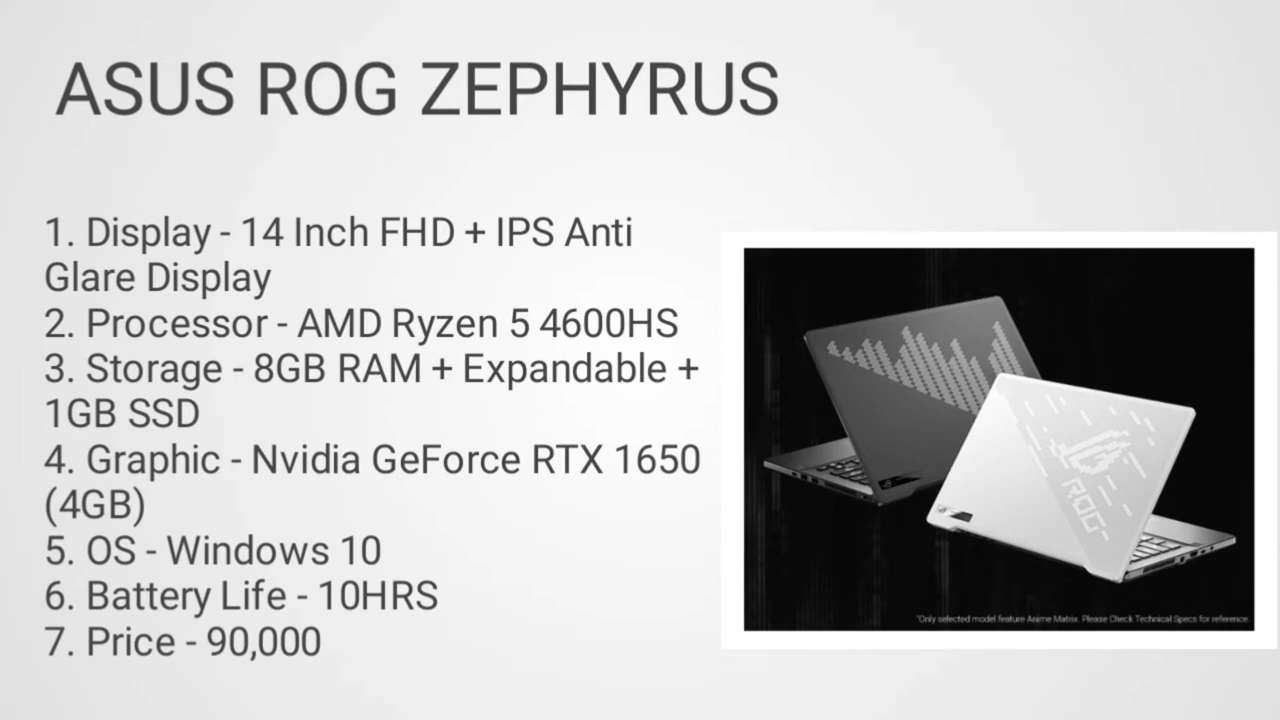 ASUS ROG ZEPHYRUS
1. Display - 14 Inch FHD + IPS Anti
Glare Display
2. Processor - AMD Ryzen 5 4600HS
3. Storage - 8GB RAM + Expandable +
1GB SSD
4. Graphic - Nvidia GeForce RTX 1650
(4GB)
5. OS - Windows 10
6. Battery Life - 10HRS
7. Price - 90,000
ROG
*Only selected model feature Anime Matrix. Please Check Technical Specs for reference.